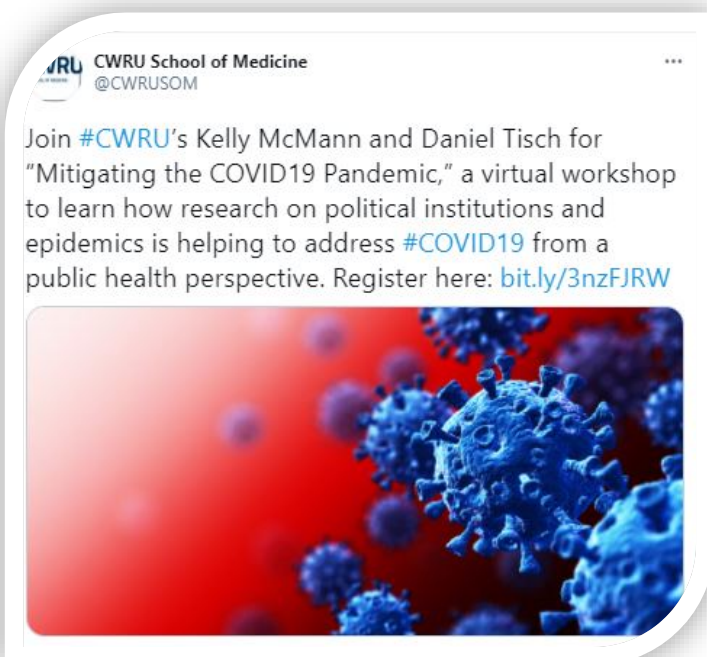 CWRU School of Medicine
@CWRUSOM
Join #CWRU's Kelly McMann and Daniel Tisch for
"Mitigating the COVID19 Pandemic," a virtual workshop
to learn how research on political institutions and
epidemics is helping to address #COVID19 from a
public health perspective. Register here: bit.ly/3nzFJRW